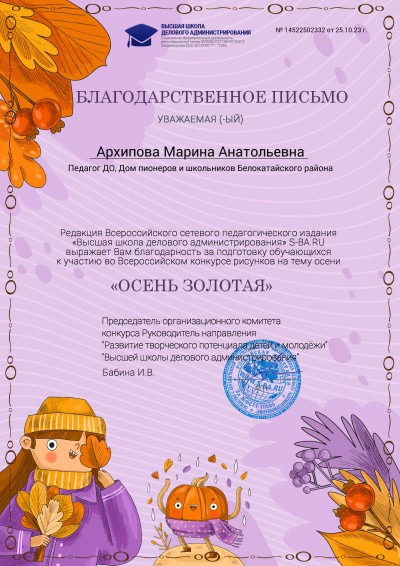 ВЫСШАЯ ШКОЛА
ДЕЛОВОГО АДМИНИСТРИРОВАНИЯ
№ 14522502332 от 25.10.23 г.
БЛАГОДАРСТВЕННОЕ ПИСЬМО
УВАЖАЕМАЯ (-ЫЙ)
Архипова Марина Анатольевна
Педагог ДО, Дом пионеров и школьников Белокатайского района
Редакция Всероссийского сетевого педагогического издания
«Высшая школа делового администрирования» S-BA.RU
выражает Вам благодарность за подготовку обучающихся
к участию во Всероссийском конкурсе рисунков на тему осени
«ОСЕНЬ ЗОЛОТАЯ»
Председатель организационного комитета
конкурса Руководитель направления
"Развитие творческого потенциала детей и молодёжи"
"Высшей школы делового администрирования"
Бабина И.В.
S-BA.RU